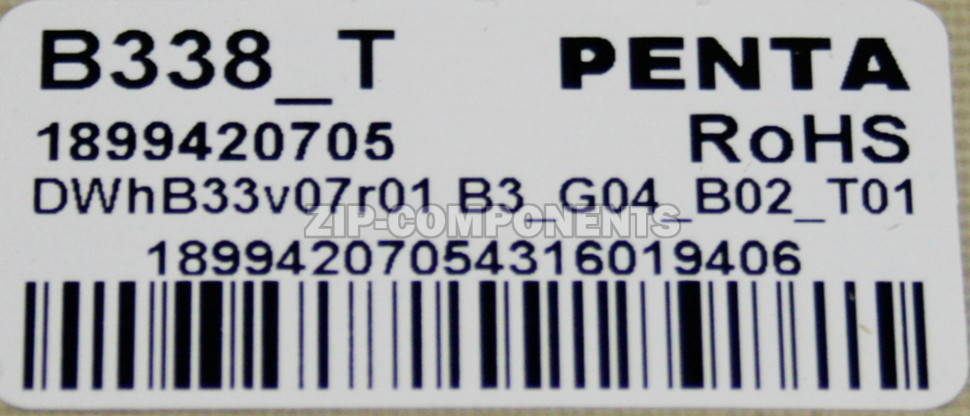 B338_T PENTA
1899420705 RoHS
DWhB33v07r01 B3_G04_B02_T01
ZIP-COMPONENTS
18994207054316019406